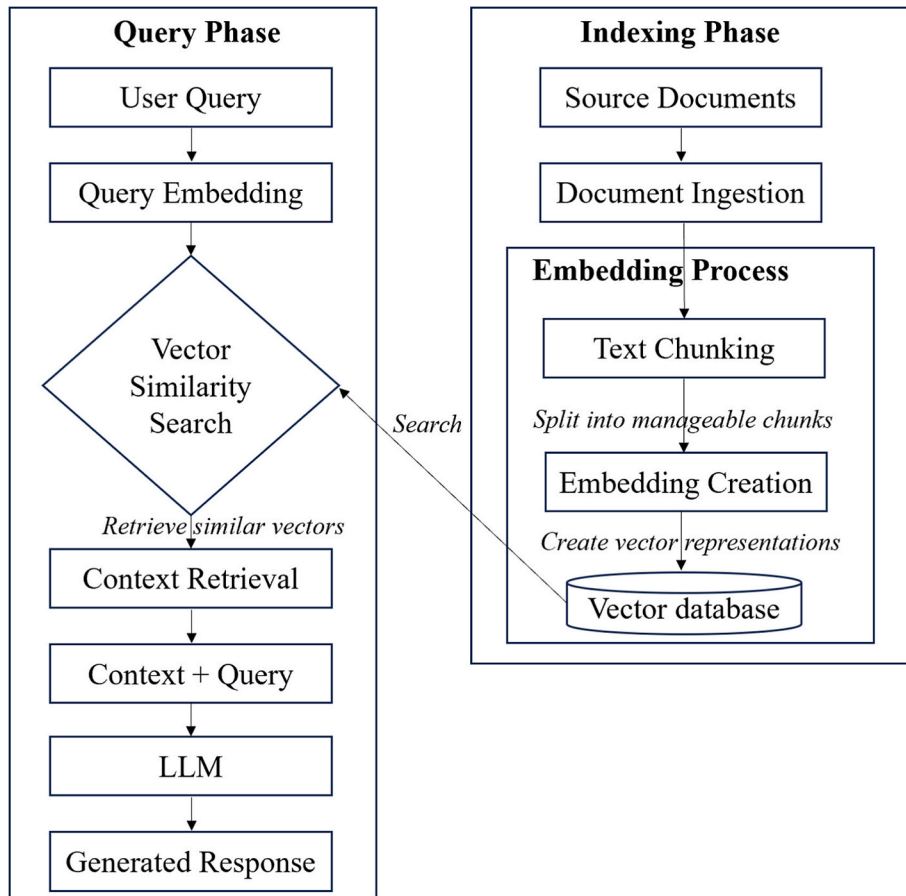 Query Phase
User Query
Query Embedding
Vector
Similarity
Search
Retrieve similar vectors
Context Retrieval
Context + Query
LLM
Generated Response
Search
Indexing Phase
Source Documents
Document Ingestion
Embedding Process
Text Chunking
Split into manageable chunks
Embedding Creation
Create vector representations
Vector database